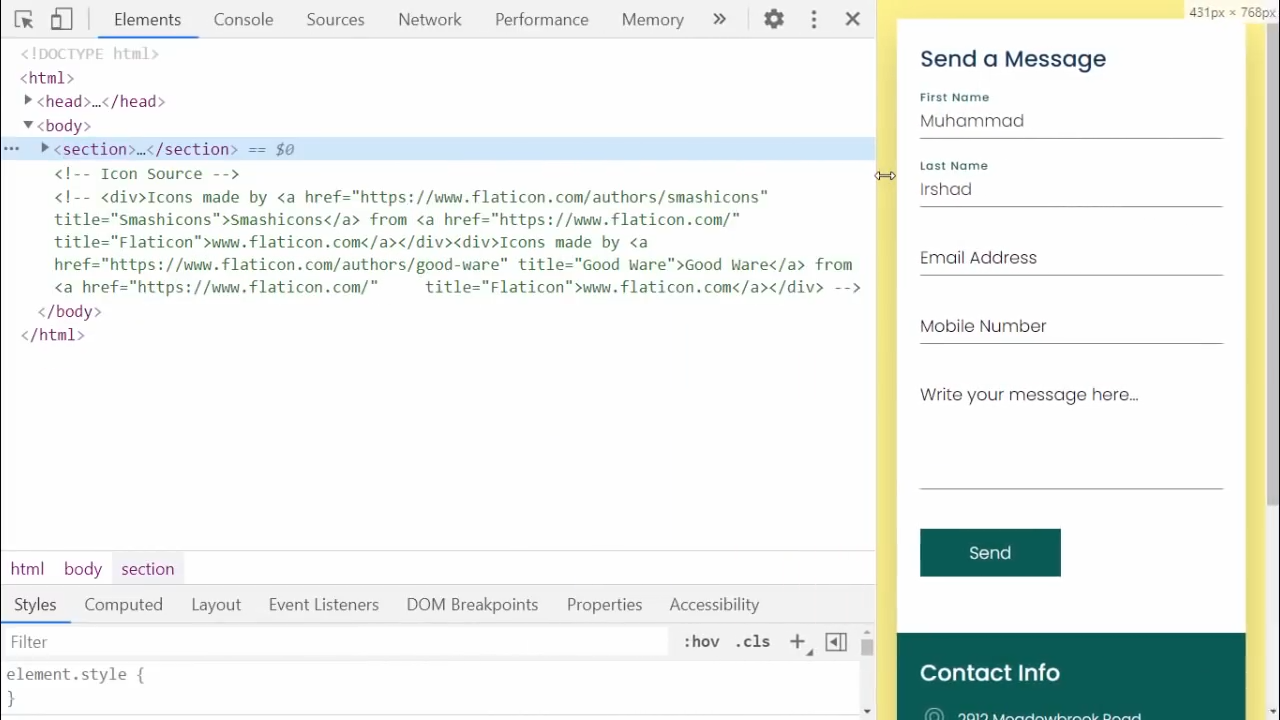 Elements Console Sources Network Performance Memory »
431px × 768px
<!DOCTYPE html>
<html>
<head>…</head>
<body>
<section>…</section> == $0
<!-- Icon Source -->
<!-- <div>Icons made by <a href="https://www.flaticon.com/authors/smashicons"
title="Smashicons">Smashicons</a> from <a href="https://www.flaticon.com/"
title="Flaticon">www.flaticon.com</a></div><div>Icons made by <a
href="https://www.flaticon.com/authors/good-ware" title="Good Ware">Good Ware</a> from
<a href="https://www.flaticon.com/" title="Flaticon">www.flaticon.com</a></div> -->
</body>
</html>
html body section
Styles Computed Layout Event Listeners DOM Breakpoints Properties Accessibility
Filter :hov .cls +
element.style {
}
Send a Message
First Name
Muhammad
Last Name
Irshad
Email Address
Mobile Number
Write your message here...
Send
Contact Info
2912 Meadowbrook Road